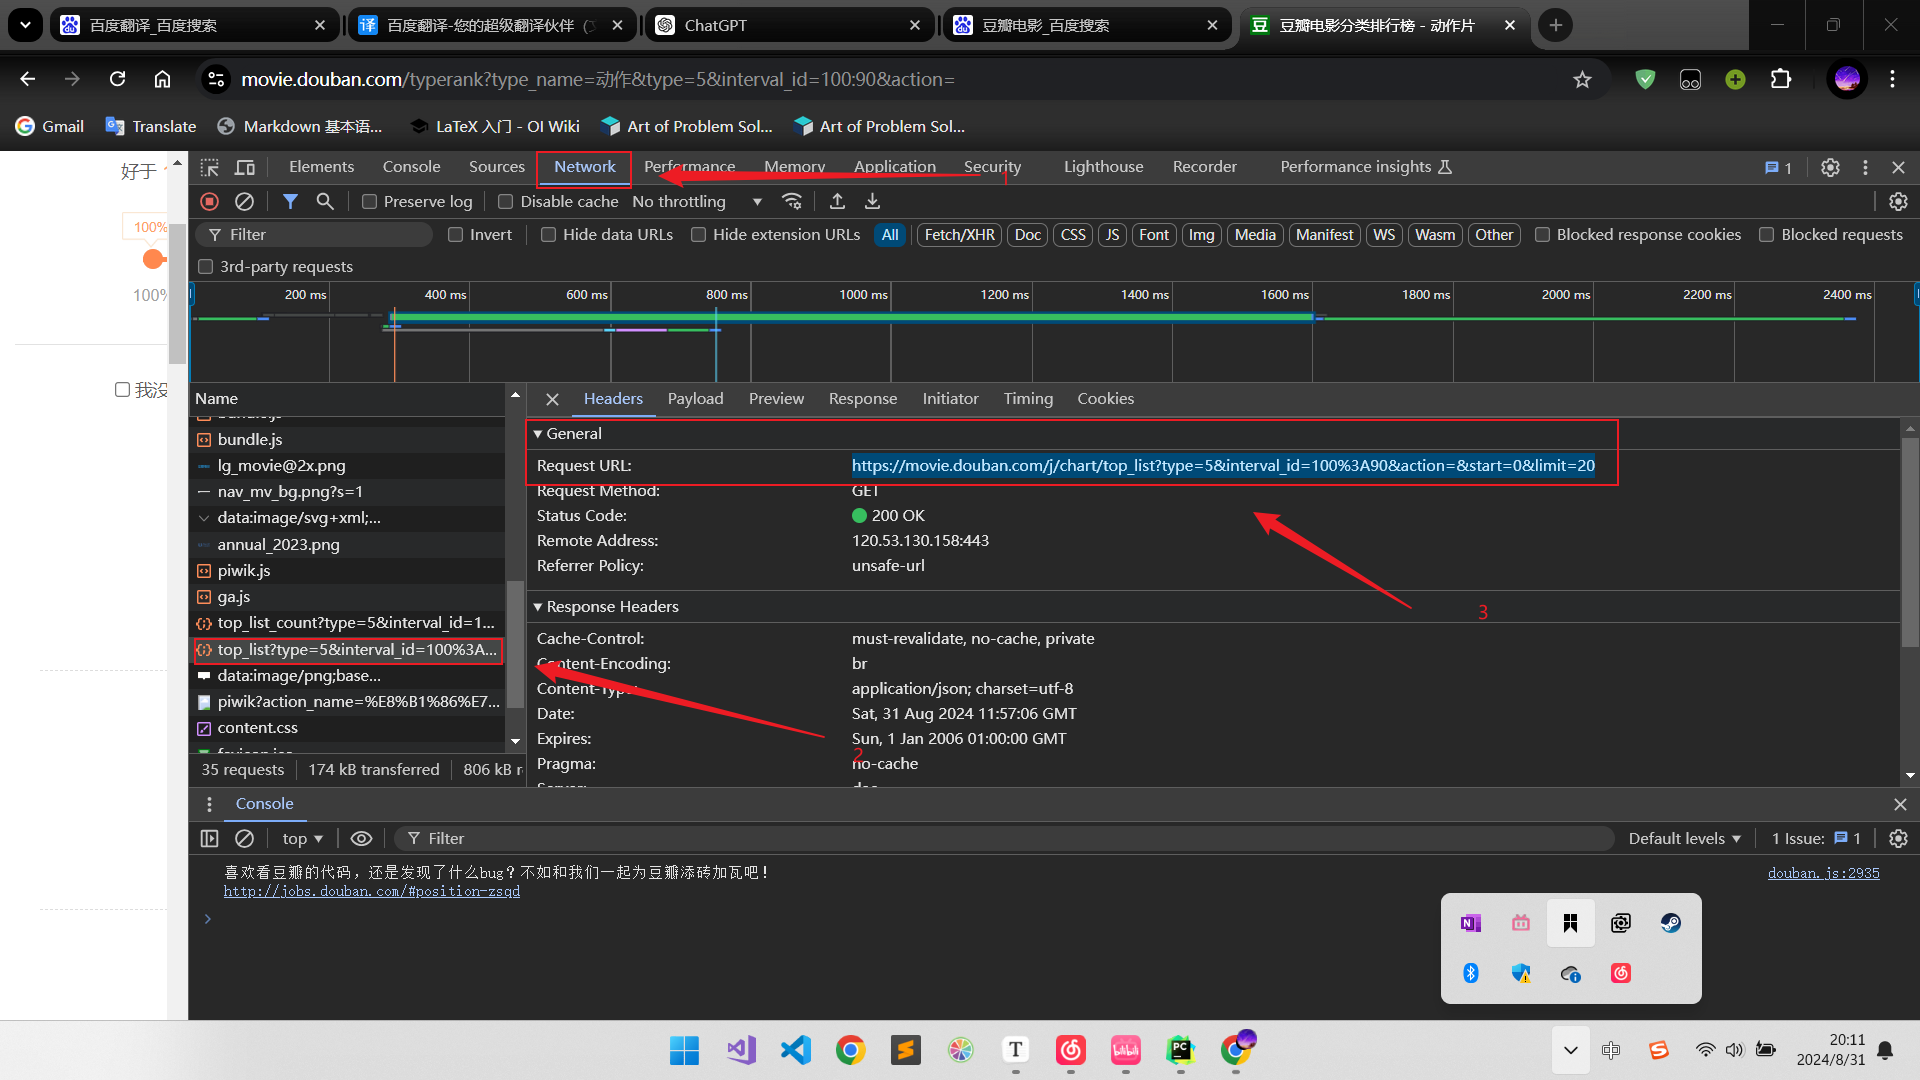 百度翻译_百度搜索
百度翻译-您的超级翻译伙伴
ChatGPT
豆瓣电影_百度搜索
豆瓣电影分类排行榜 - 动作片
movie.douban.com/typerank?type_name=动作&type=5&interval_id=100:90&action=
Gmail
Translate
Markdown 基本语...
LaTeX 入门 - OI Wiki
Art of Problem Sol...
Art of Problem Sol...
好于
100%
100%
我没
Elements Console Sources Network Performance Memory Application Security Lighthouse Recorder Performance insights 1
1
Preserve log Disable cache No throttling
Filter Invert Hide data URLs Hide extension URLs All Fetch/XHR Doc CSS JS Font Img Media Manifest WS Wasm Other Blocked response cookies Blocked requests
3rd-party requests
200 ms 400 ms 600 ms 800 ms 1000 ms 1200 ms 1400 ms 1600 ms 1800 ms 2000 ms 2200 ms 2400 ms
Name
bundle.js
lg_movie@2x.png
nav_mv_bg.png?s=1
data:image/svg+xml;...
annual_2023.png
piwik.js
ga.js
top_list_count?type=5&interval_id=1...
top_list?type=5&interval_id=100%3A...
data:image/png;base...
piwik?action_name=%E8%B1%86%E7...
content.css
35 requests 174 kB transferred 806 kB r
Headers Payload Preview Response Initiator Timing Cookies
General
Request URL: https://movie.douban.com/j/chart/top_list?type=5&interval_id=100%3A90&action=&start=0&limit=20
Request Method: GET
Status Code: 200 OK
Remote Address: 120.53.130.158:443
Referrer Policy: unsafe-url
3
Response Headers
Cache-Control: must-revalidate, no-cache, private
Content-Encoding: br
Content-Type: application/json; charset=utf-8
Date: Sat, 31 Aug 2024 11:57:06 GMT
Expires: Sun, 1 Jan 2006 01:00:00 GMT
2
Pragma: no-cache
Console
top Filter Default levels 1 Issue: 1
喜欢看豆瓣的代码，还是发现了什么bug？不如和我们一起为豆瓣添砖加瓦吧！ douban.js:2935
http://jobs.douban.com/#position-zsqd
中
20:11
2024/8/31